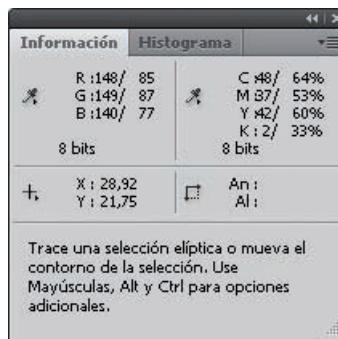 Información Histograma
R :148/ 85 C :48/ 64%
G :149/ 87 M :37/ 53%
B :140/ 77 Y :42/ 60%
K : 2/ 33%
8 bits 8 bits
X : 28,92 An :
Y : 21,75 Al :
Trace una selección elíptica o mueva el
contorno de la selección. Use
Mayúsculas, Alt y Ctrl para opciones
adicionales.